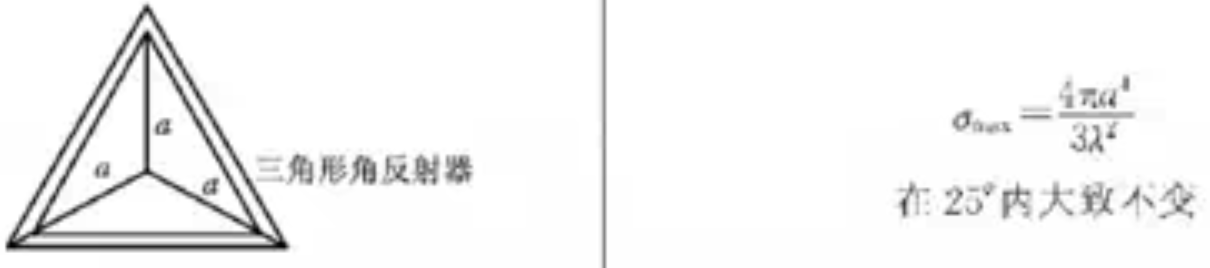 a
a
a
三角形角反射器
σmax=4πa⁴/3λ²
在 25°内大致不变